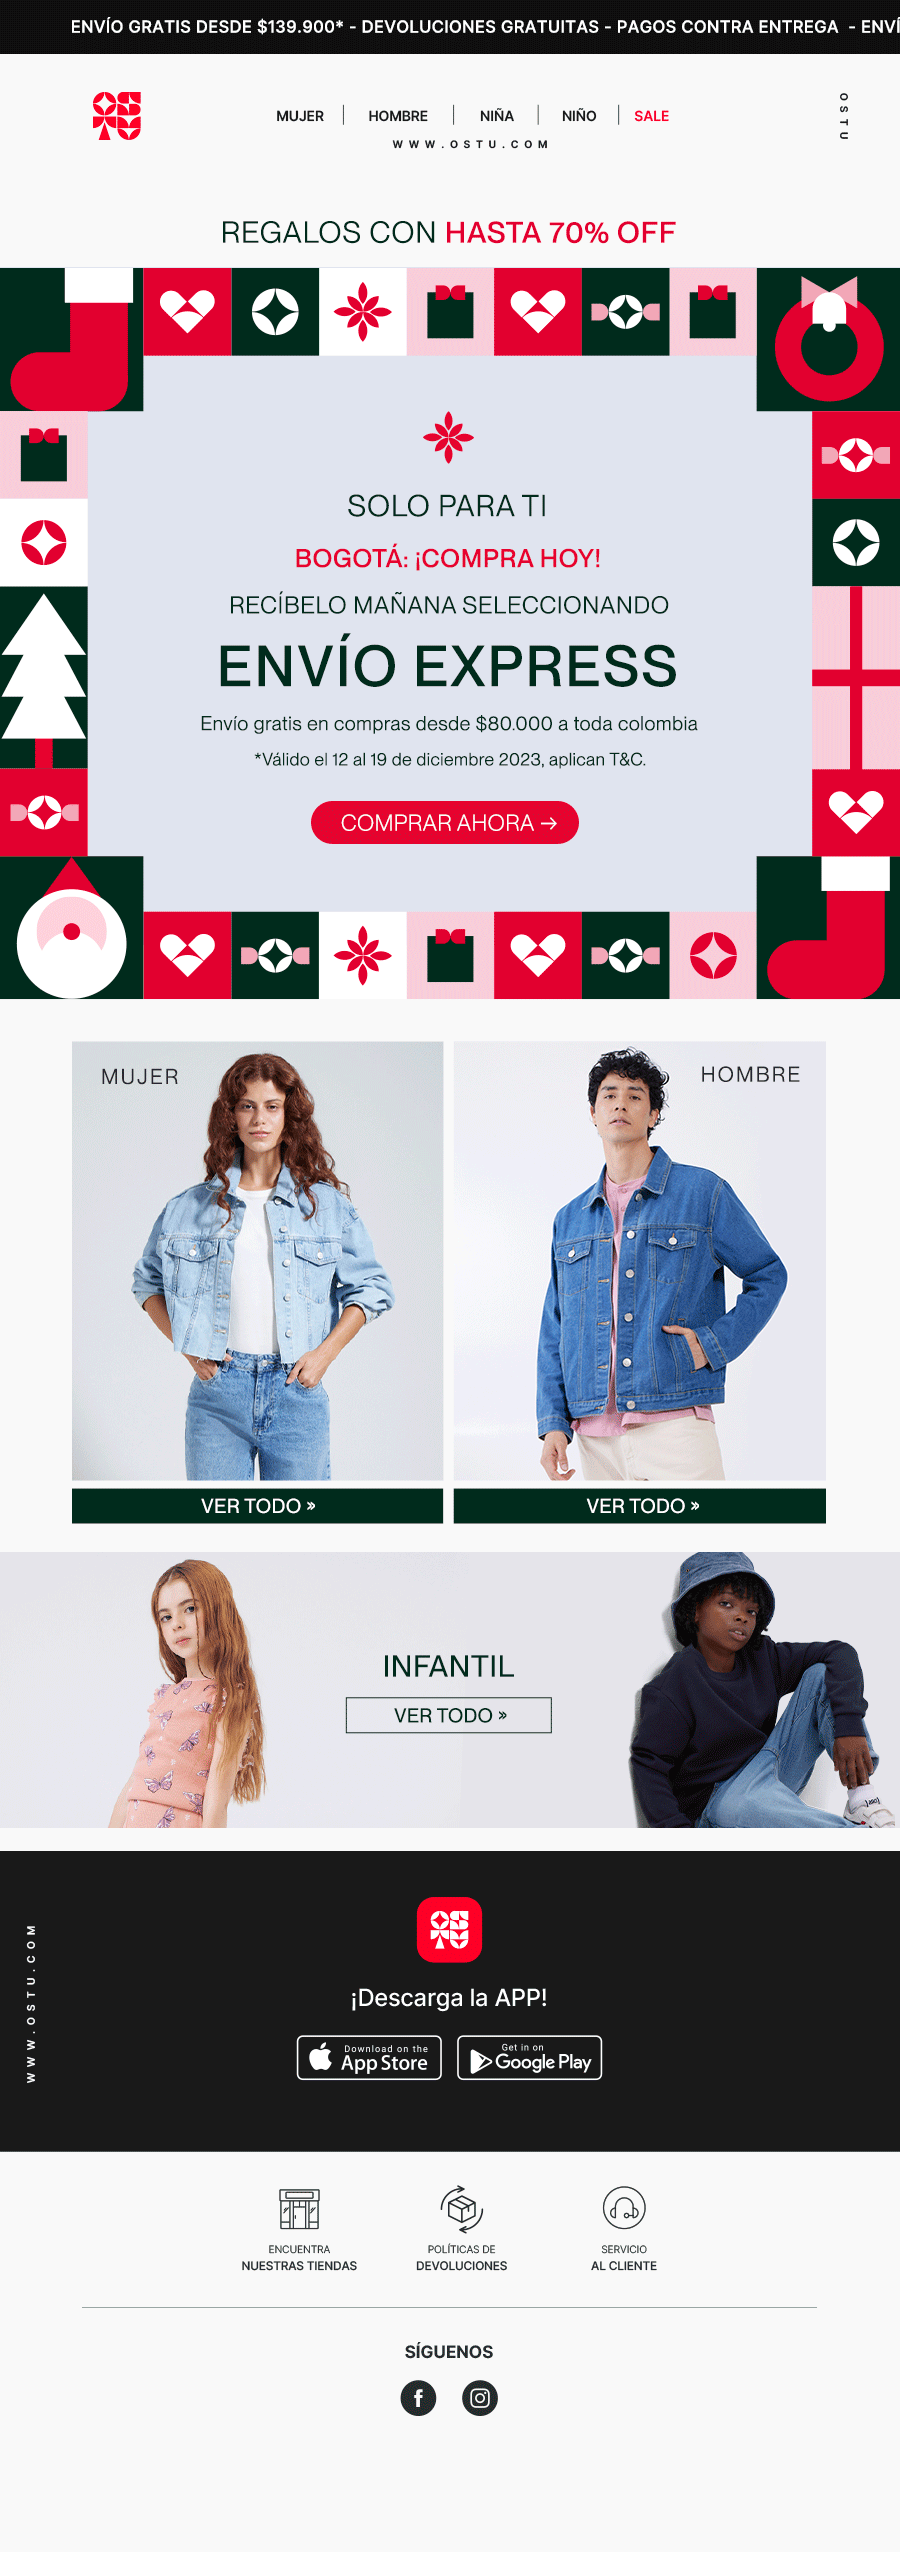 ENVÍO GRATIS DESDE $139.900* - DEVOLUCIONES GRATUITAS - PAGOS CONTRA ENTREGA - ENVÍ
OSTU
MUJER | HOMBRE | NIÑA | NIÑO | SALE
OSTU
WWW.OSTU.COM
REGALOS CON HASTA 70% OFF
SOLO PARA TI
BOGOTÁ: ¡COMPRA HOY!
RECÍBELO MAÑANA SELECCIONANDO
ENVÍO EXPRESS
Envío gratis en compras desde $80.000 a toda colombia
*Válido el 12 al 19 de diciembre 2023, aplican T&C.
COMPRAR AHORA →
MUJER
HOMBRE
VER TODO »
VER TODO »
INFANTIL
VER TODO »
WWW.OSTU.COM
OSTU
¡Descarga la APP!
Download on the
App Store
Get in on
Google Play
ENCUENTRA
NUESTRAS TIENDAS
POLÍTICAS DE
DEVOLUCIONES
SERVICIO
AL CLIENTE
SÍGUENOS